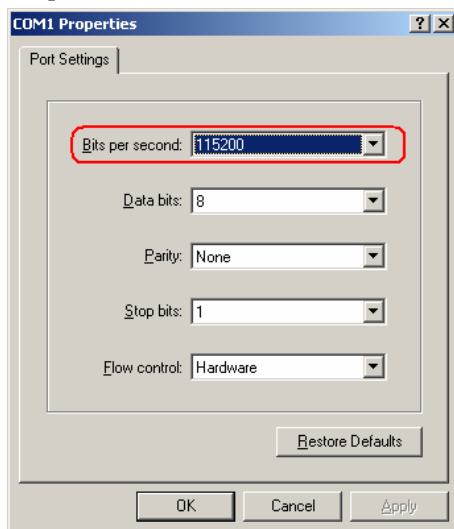 COM1 Properties
Port Settings
Bits per second: 115200
Data bits: 8
Parity: None
Stop bits: 1
Flow control: Hardware
Restore Defaults
OK Cancel Apply